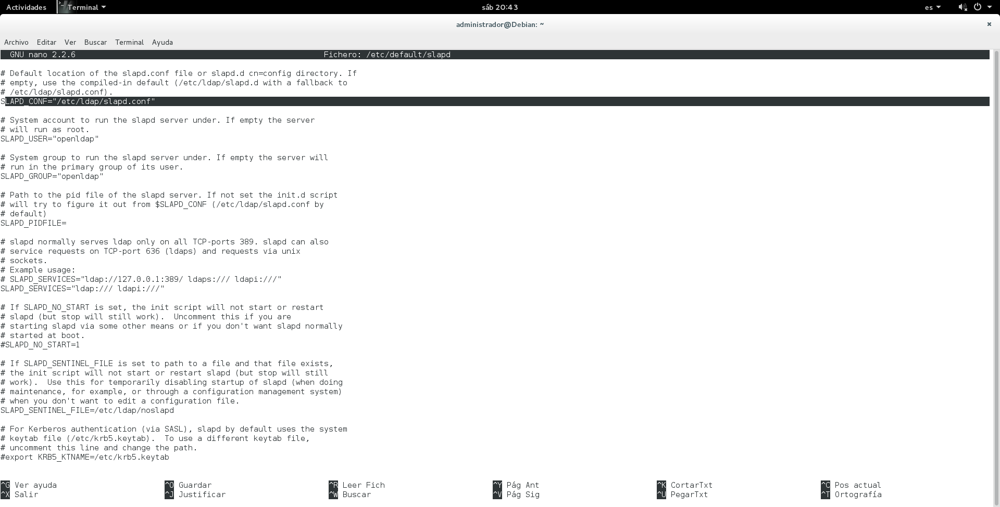 Actividades Terminal sáb 20:43 es
administrador@Debian: ~
Archivo Editar Ver Buscar Terminal Ayuda
GNU nano 2.2.6 Fichero: /etc/default/slapd
# Default location of the slapd.conf file or slapd.d cn=config directory. If
# empty, use the compiled-in default (/etc/ldap/slapd.d with a fallback to
# /etc/ldap/slapd.conf).
SLAPD_CONF="/etc/ldap/slapd.conf"
# System account to run the slapd server under. If empty the server
# will run as root.
SLAPD_USER="openldap"
# System group to run the slapd server under. If empty the server will
# run in the primary group of its user.
SLAPD_GROUP="openldap"
# Path to the pid file of the slapd server. If not set the init.d script
# will try to figure it out from $SLAPD_CONF (/etc/ldap/slapd.conf by
# default)
SLAPD_PIDFILE=
# slapd normally serves ldap only on all TCP-ports 389. slapd can also
# service requests on TCP-port 636 (ldaps) and requests via unix
# sockets.
# Example usage:
# SLAPD_SERVICES="ldap://127.0.0.1:389/ ldaps:/// ldapi:///"
SLAPD_SERVICES="ldap:/// ldapi:///"
# If SLAPD_NO_START is set, the init script will not start or restart
# slapd (but stop will still work).  Uncomment this if you are
# starting slapd via some other means or if you don't want slapd normally
# started at boot.
#SLAPD_NO_START=1
# If SLAPD_SENTINEL_FILE is set to path to a file and that file exists,
# the init script will not start or restart slapd (but stop will still
# work).  Use this for temporarily disabling startup of slapd (when doing
# maintenance, for example, or through a configuration management system)
# when you don't want to edit a configuration file.
SLAPD_SENTINEL_FILE=/etc/ldap/noslapd
# For Kerberos authentication (via SASL), slapd by default uses the system
# keytab file (/etc/krb5.keytab).  To use a different keytab file,
# uncomment this line and change the path.
#export KRB5_KTNAME=/etc/krb5.keytab
^G Ver ayuda ^O Guardar ^R Leer Fich ^Y Pág Ant ^K CortarTxt ^C Pos actual
^X Salir ^J Justificar ^W Buscar ^V Pág Sig ^U PegarTxt ^T Ortografía